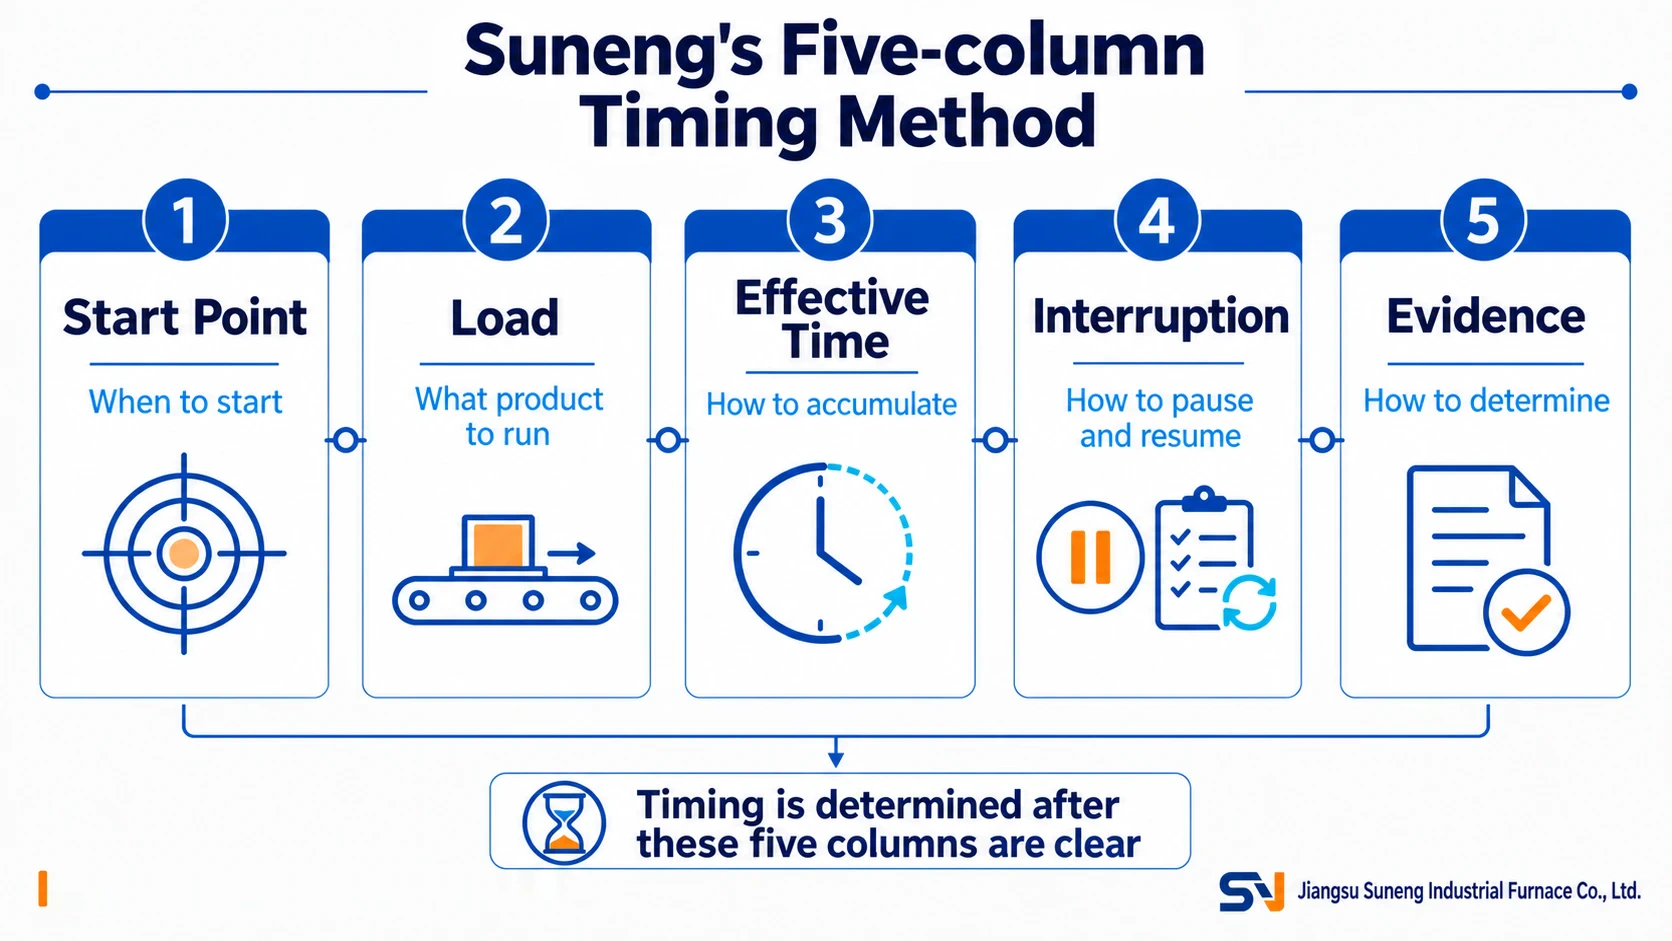 Suneng's Five-column
Timing Method
1
Start Point
When to start
2
Load
What product
to run
3
Effective
Time
How to accumulate
4
Interruption
How to pause
and resume
5
Evidence
How to determine
Timing is determined after
these five columns are clear
SN Jiangsu Suneng Industrial Furnace Co., Ltd.